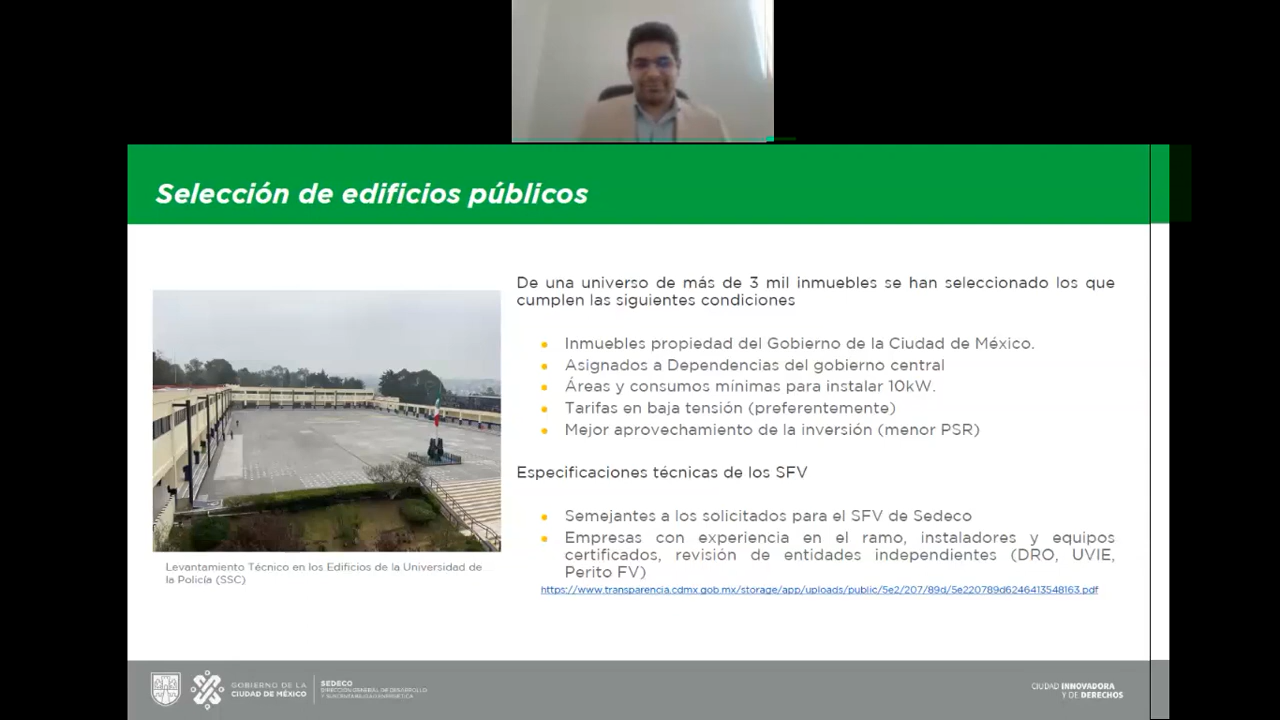 Selección de edificios públicos
De una universo de más de 3 mil inmuebles se han seleccionado los que
cumplen las siguientes condiciones
Inmuebles propiedad del Gobierno de la Ciudad de México.
Asignados a Dependencias del gobierno central
Áreas y consumos mínimas para instalar 10kW.
Tarifas en baja tensión (preferentemente)
Mejor aprovechamiento de la inversión (menor PSR)
Especificaciones técnicas de los SFV
Semejantes a los solicitados para el SFV de Sedeco
Empresas con experiencia en el ramo, instaladores y equipos
certificados, revisión de entidades independientes (DRO, UVIE,
Perito FV)
https://www.transparencia.cdmx.gob.mx/storage/app/uploads/public/5e2/207/89d/5e220789d6246413548163.pdf
Levantamiento Técnico en los Edificios de la Universidad de
la Policía (SSC)
GOBIERNO DE LA
CIUDAD DE MÉXICO
SEDECO
DIRECCIÓN GENERAL DE DESARROLLO
Y SUSTENTABILIDAD ENERGÉTICA
CIUDAD INNOVADORA
Y DE DERECHOS